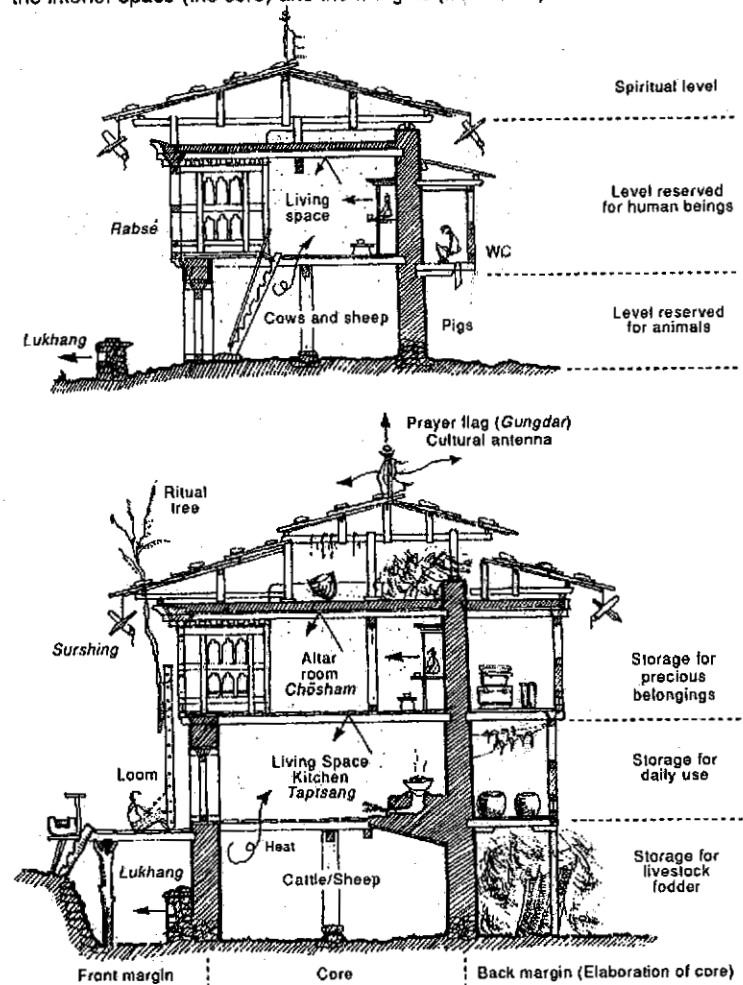 the interior space (the core) and the
Spiritual level
Level reserved
for human beings
Living
space
Rabsé
WC
Cows and sheep
Pigs
Level reserved
for animals
Lukhang
Prayer flag (Gungdar)
Cultural antenna
Ritual
tree
Surshing
Altar
room
Chösham
Storage for
precious
belongings
Living Space
Kitchen
Tapisang
Storage for
daily use
Loom
Heat
Lukhang
Cattle/Sheep
Storage for
livestock
fodder
Front margin
Core
Back margin (Elaboration of core)